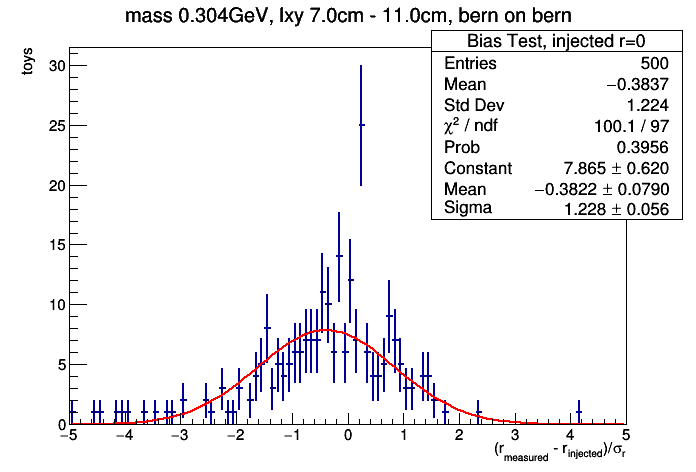 mass 0.304GeV, lxy 7.0cm - 11.0cm, bern on bern
Bias Test, injected r=0
Entries 500
Mean −0.3837
Std Dev 1.224
χ² / ndf 100.1 / 97
Prob 0.3956
Constant 7.865 ± 0.620
Mean −0.3822 ± 0.0790
Sigma 1.228 ± 0.056
toys
30
25
20
15
10
5
0
−5 −4 −3 −2 −1 0 1 2 3 4 5
(r_measured - r_injected)/σ_r